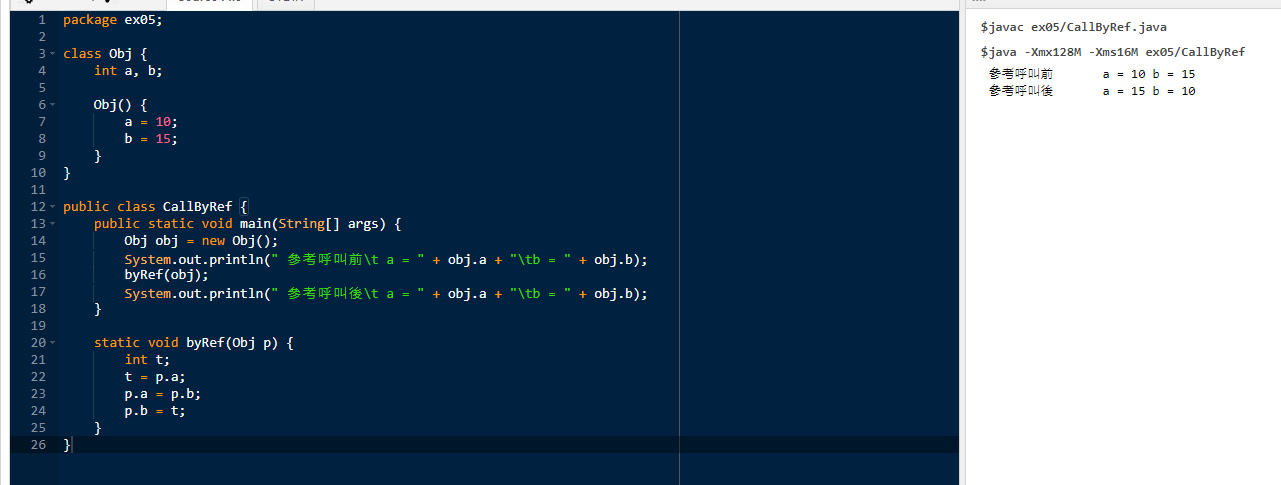 1 package ex05;
2
3 class Obj {
4     int a, b;
5
6     Obj() {
7         a = 10;
8         b = 15;
9     }
10 }
11
12 public class CallByRef {
13     public static void main(String[] args) {
14         Obj obj = new Obj();
15         System.out.println(" 參考呼叫前\t a = " + obj.a + "\tb = " + obj.b);
16         byRef(obj);
17         System.out.println(" 參考呼叫後\t a = " + obj.a + "\tb = " + obj.b);
18     }
19
20     static void byRef(Obj p) {
21         int t;
22         t = p.a;
23         p.a = p.b;
24         p.b = t;
25     }
26 }
$javac ex05/CallByRef.java
$java -Xmx128M -Xms16M ex05/CallByRef
參考呼叫前 a = 10 b = 15
參考呼叫後 a = 15 b = 10